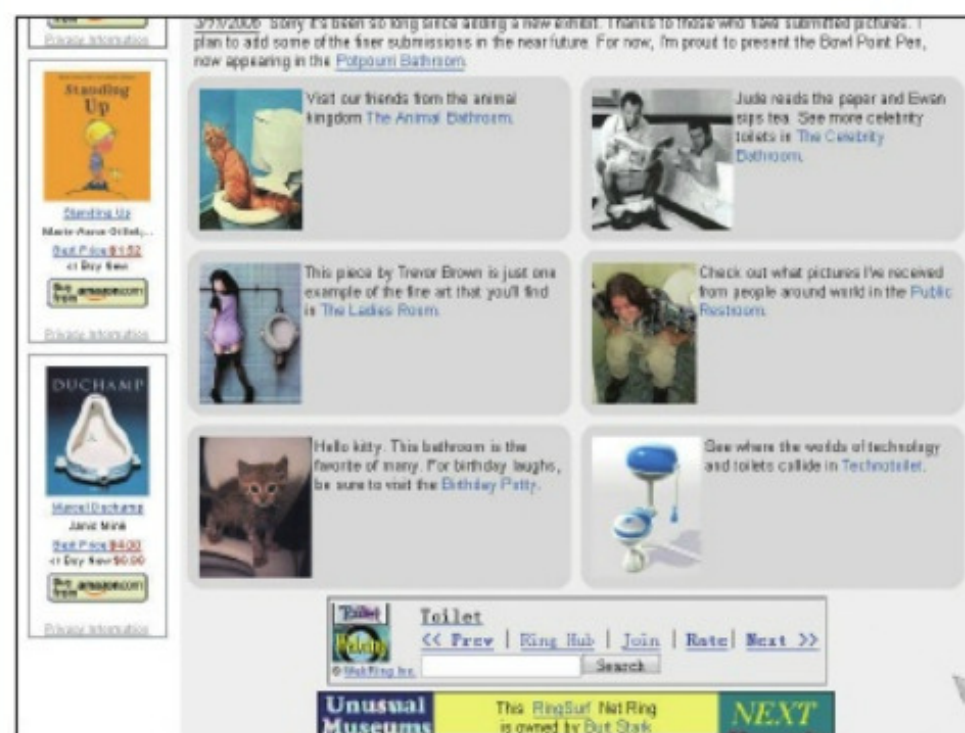 Privacy Information
Standing
Up
Standing Up
Best Price $1.52
Buy New
buy from amazon.com
Privacy Information
DUCHAMP
Marcel Duchamp
Janis Mink
Best Price $4.00
Buy New
buy from amazon.com
Privacy Information
Sorry it's been so long since adding a new exhibit. Thanks to those who have submitted pictures. I
plan to add some of the finer submissions in the near future. For now, I'm proud to present the Bowl Point Pen,
now appearing in the Potpourri Bathroom.
Visit our friends from the animal
kingdom The Animal Bathroom.
Jude reads the paper and Ewan
sips tea. See more celebrity
toilets in The Celebrity
Bathroom.
This piece by Trevor Brown is just one
example of the fine art that you'll find
in The Ladies Room.
Check out what pictures I've received
from people around world in the Public
Restroom.
Hello kitty. This bathroom is the
favorite of many. For birthday laughs,
be sure to visit the Birthday Potty.
See where the worlds of technology
and toilets collide in Technotoilet.
Toilet
Toilet
<< Prev | Ring Hub | Join | Rate| Next >>
Search
© WebRing Inc.
Unusual
Museums
This RingSurf Net Ring
is owned by Burt Stark
NEXT